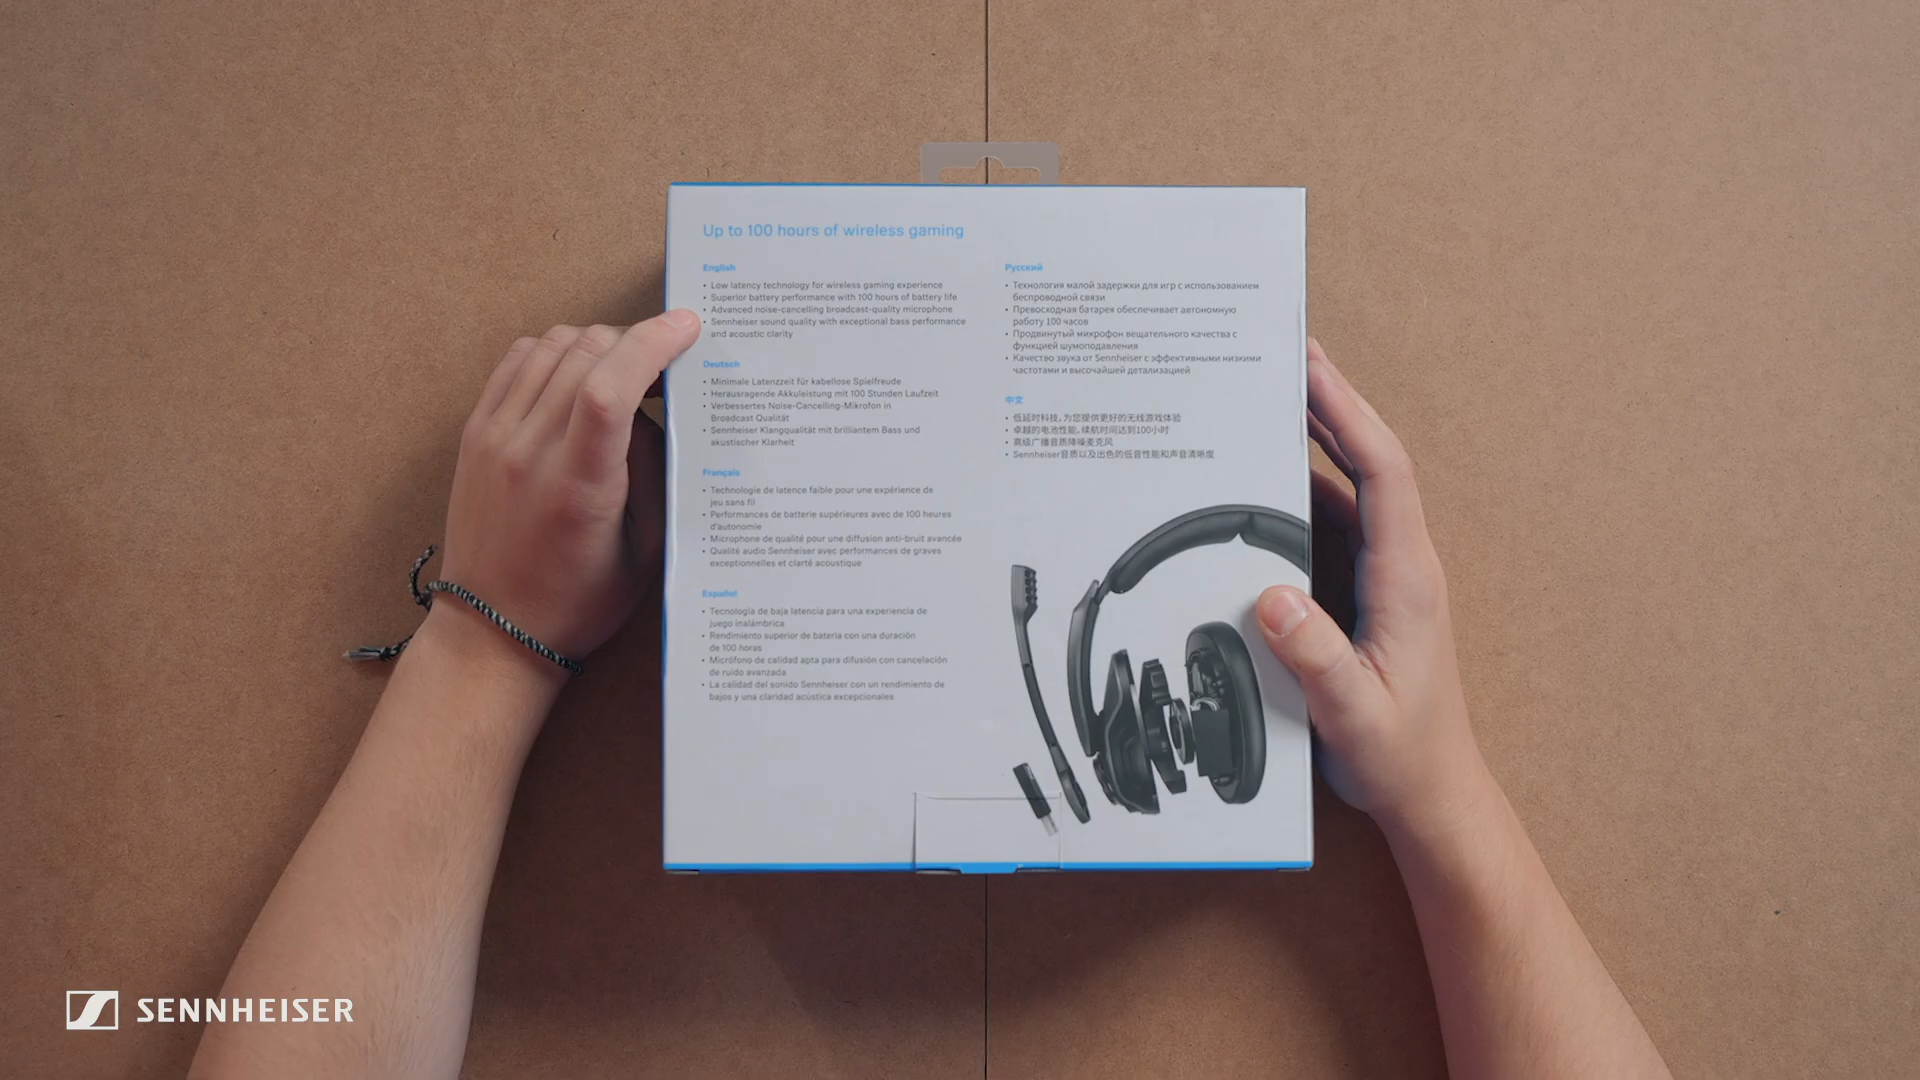 Up to 100 hours of wireless gaming
English
• Low latency technology for wireless gaming experience
• Superior battery performance with 100 hours of battery life
• Advanced noise-cancelling broadcast-quality microphone
• Sennheiser sound quality with exceptional bass performance
and acoustic clarity
Deutsch
• Minimale Latenzzeit für kabellose Spielfreude
• Herausragende Akkuleistung mit 100 Stunden Laufzeit
• Verbessertes Noise-Cancelling-Mikrofon in
Broadcast Qualität
• Sennheiser Klangqualität mit brilliantem Bass und
akustischer Klarheit
Français
• Technologie de latence faible pour une expérience de
jeu sans fil
• Performances de batterie supérieures avec de 100 heures
d'autonomie
• Microphone de qualité pour une diffusion anti-bruit avancée
• Qualité audio Sennheiser avec performances de graves
exceptionnelles et clarté acoustique
Español
• Tecnología de baja latencia para una experiencia de
juego inalámbrica
• Rendimiento superior de batería con una duración
de 100 horas
• Micrófono de calidad apta para difusión con cancelación
de ruido avanzada
• La calidad del sonido Sennheiser con un rendimiento de
bajos y una claridad acústica excepcionales
Русский
• Технология малой задержки для игр с использованием
беспроводной связи
• Превосходная батарея обеспечивает автономную
работу 100 часов
• Продвинутый микрофон вещательного качества с
функцией шумоподавления
• Качество звука от Sennheiser с эффективными низкими
частотами и высочайшей детализацией
中文
• 低延时科技，为您提供更好的无线游戏体验
• 卓越的电池性能，续航时间达到100小时
• 高级广播音质降噪麦克风
• Sennheiser音质以及出色的低音性能和声音清晰度
SENNHEISER